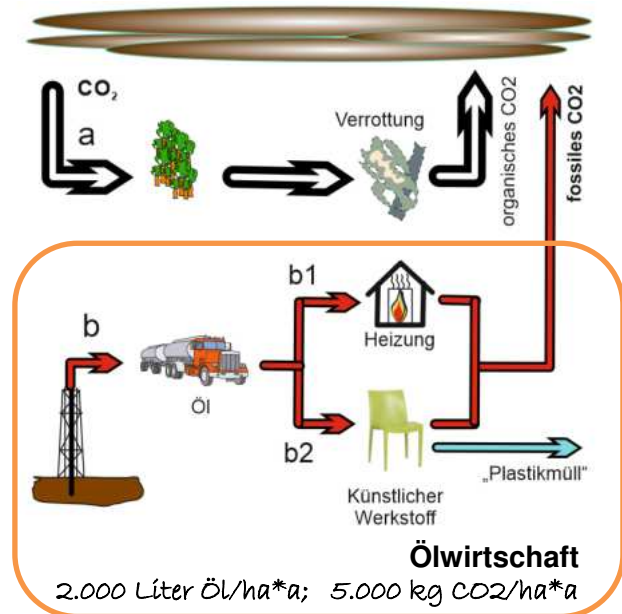 CO₂
a
Verrottung
organisches CO2
fossiles CO2
b
Öl
b1
Heizung
b2
Künstlicher
Werkstoff
„Plastikmüll“
Ölwirtschaft
2.000 Liter Öl/ha*a; 5.000 kg CO2/ha*a